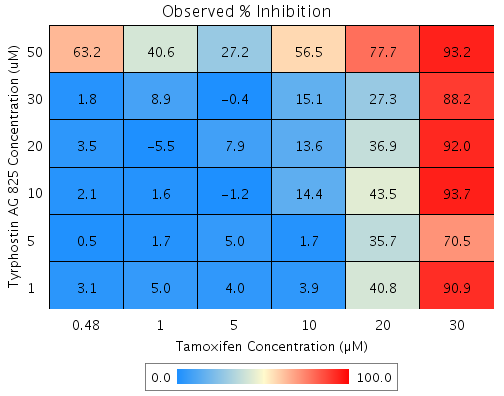 Observed % Inhibition
Tyrphostin AG 825 Concentration (uM)
50 63.2 40.6 27.2 56.5 77.7 93.2
30 1.8 8.9 −0.4 15.1 27.3 88.2
20 3.5 −5.5 7.9 13.6 36.9 92.0
10 2.1 1.6 −1.2 14.4 43.5 93.7
5 0.5 1.7 5.0 1.7 35.7 70.5
1 3.1 5.0 4.0 3.9 40.8 90.9
0.48 1 5 10 20 30
Tamoxifen Concentration (μM)
0.0 100.0